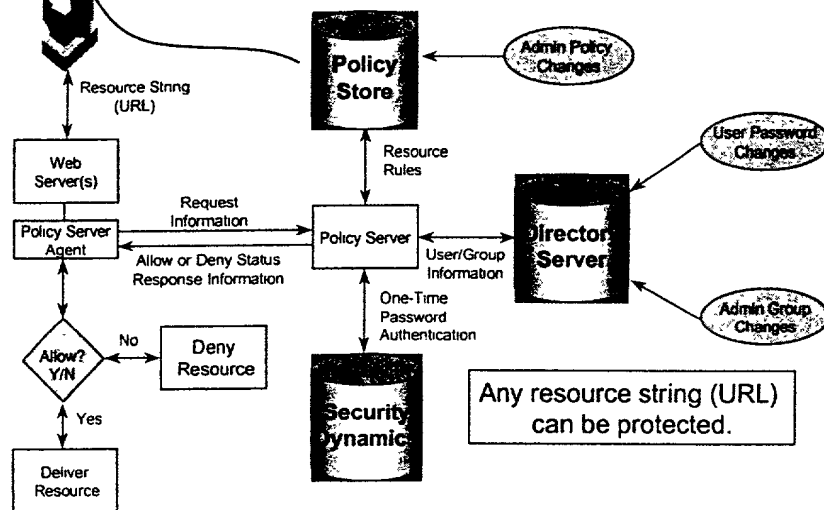 Policy
Store
Admin Policy
Changes
Resource String
(URL)
Web
Server(s)
Resource
Rules
User Password
Changes
Request
Information
Policy Server
Agent
Policy Server
Director
Server
Allow or Deny Status
Response Information
User/Group
Information
One-Time
Password
Authentication
Admin Group
Changes
Allow?
Y/N
No
Deny
Resource
Yes
Security
Dynamic
Any resource string (URL)
can be protected.
Deliver
Resource